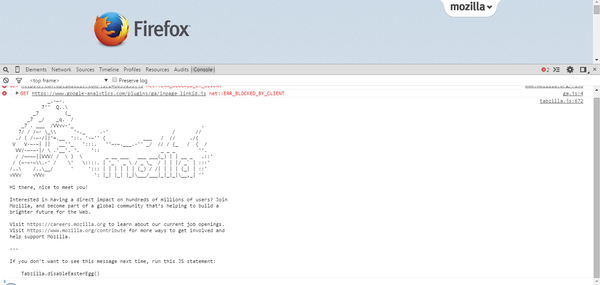 mozilla
Firefox
Elements Network Sources Timeline Profiles Resources Audits Console
2
<top frame> Preserve log
GET https://www.google-analytics.com/plugins/ga/inpage_linkid.js net::ERR_BLOCKED_BY_CLIENT ga.js:4
tabzilla.js:672
mozilla
Hi there, nice to meet you!
Interested in having a direct impact on hundreds of millions of users? Join
Mozilla, and become part of a global community that's helping to build a
brighter future for the Web.
Visit https://careers.mozilla.org to learn about our current job openings.
Visit https://www.mozilla.org/contribute for more ways to get involved and
help support Mozilla.
---
If you don't want to see this message next time, run this JS statement:
Tabzilla.disableEasterEgg()